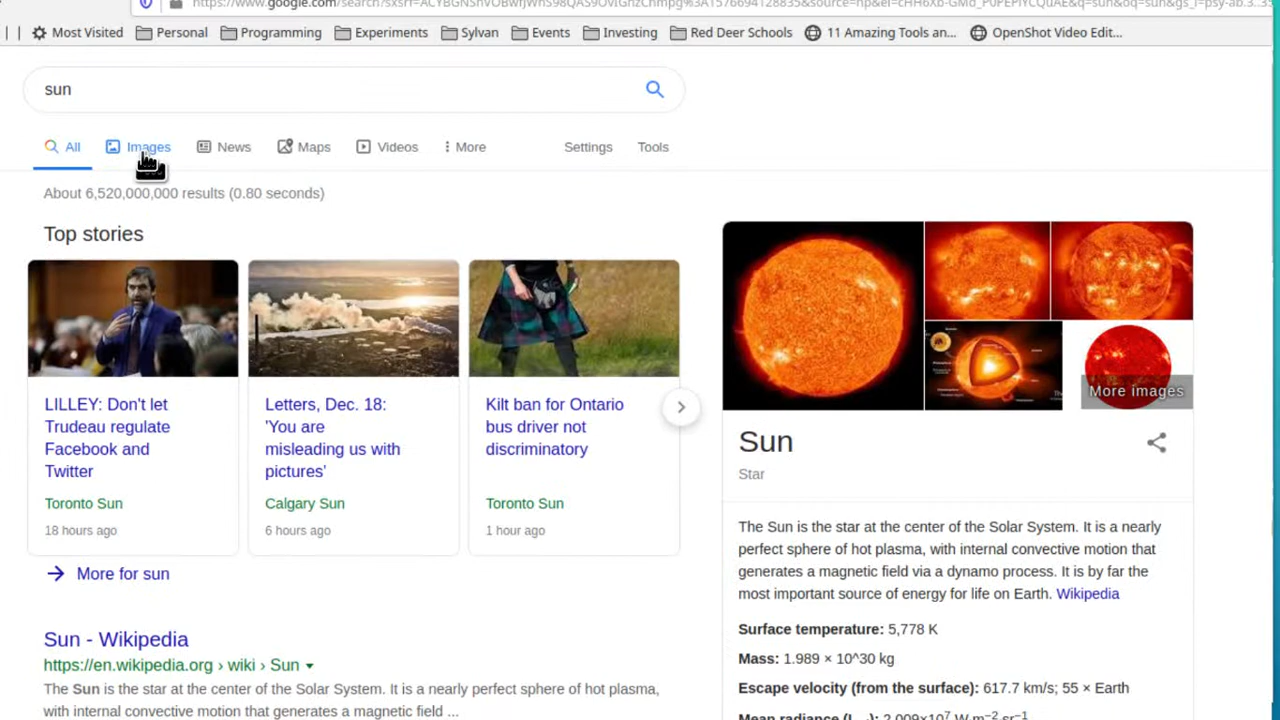 Most Visited Personal Programming Experiments Sylvan Events Investing Red Deer Schools 11 Amazing Tools an... OpenShot Video Edit...
sun
All Images News Maps Videos More Settings Tools
About 6,520,000,000 results (0.80 seconds)
Top stories
LILLEY: Don't let
Trudeau regulate
Facebook and
Twitter
Toronto Sun
18 hours ago
Letters, Dec. 18:
'You are
misleading us with
pictures'
Calgary Sun
6 hours ago
Kilt ban for Ontario
bus driver not
discriminatory
Toronto Sun
1 hour ago
More for sun
Sun - Wikipedia
https://en.wikipedia.org › wiki › Sun
The Sun is the star at the center of the Solar System. It is a nearly perfect sphere of hot plasma,
with internal convective motion that generates a magnetic field ...
More images
Sun
Star
The Sun is the star at the center of the Solar System. It is a nearly
perfect sphere of hot plasma, with internal convective motion that
generates a magnetic field via a dynamo process. It is by far the
most important source of energy for life on Earth. Wikipedia
Surface temperature: 5,778 K
Mass: 1.989 × 10^30 kg
Escape velocity (from the surface): 617.7 km/s; 55 × Earth